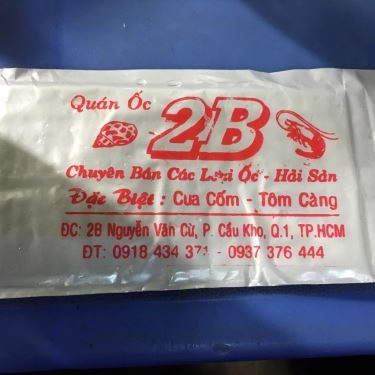 Quán Ốc 2B
Chuyên Bán Các Loại Ốc - Hải Sản
Đặc Biệt : Cua Cốm - Tôm Càng
ĐC: 2B Nguyễn Văn Cừ, P. Cầu Kho, Q.1, TP.HCM
ĐT: 0918 434 371 - 0937 376 444